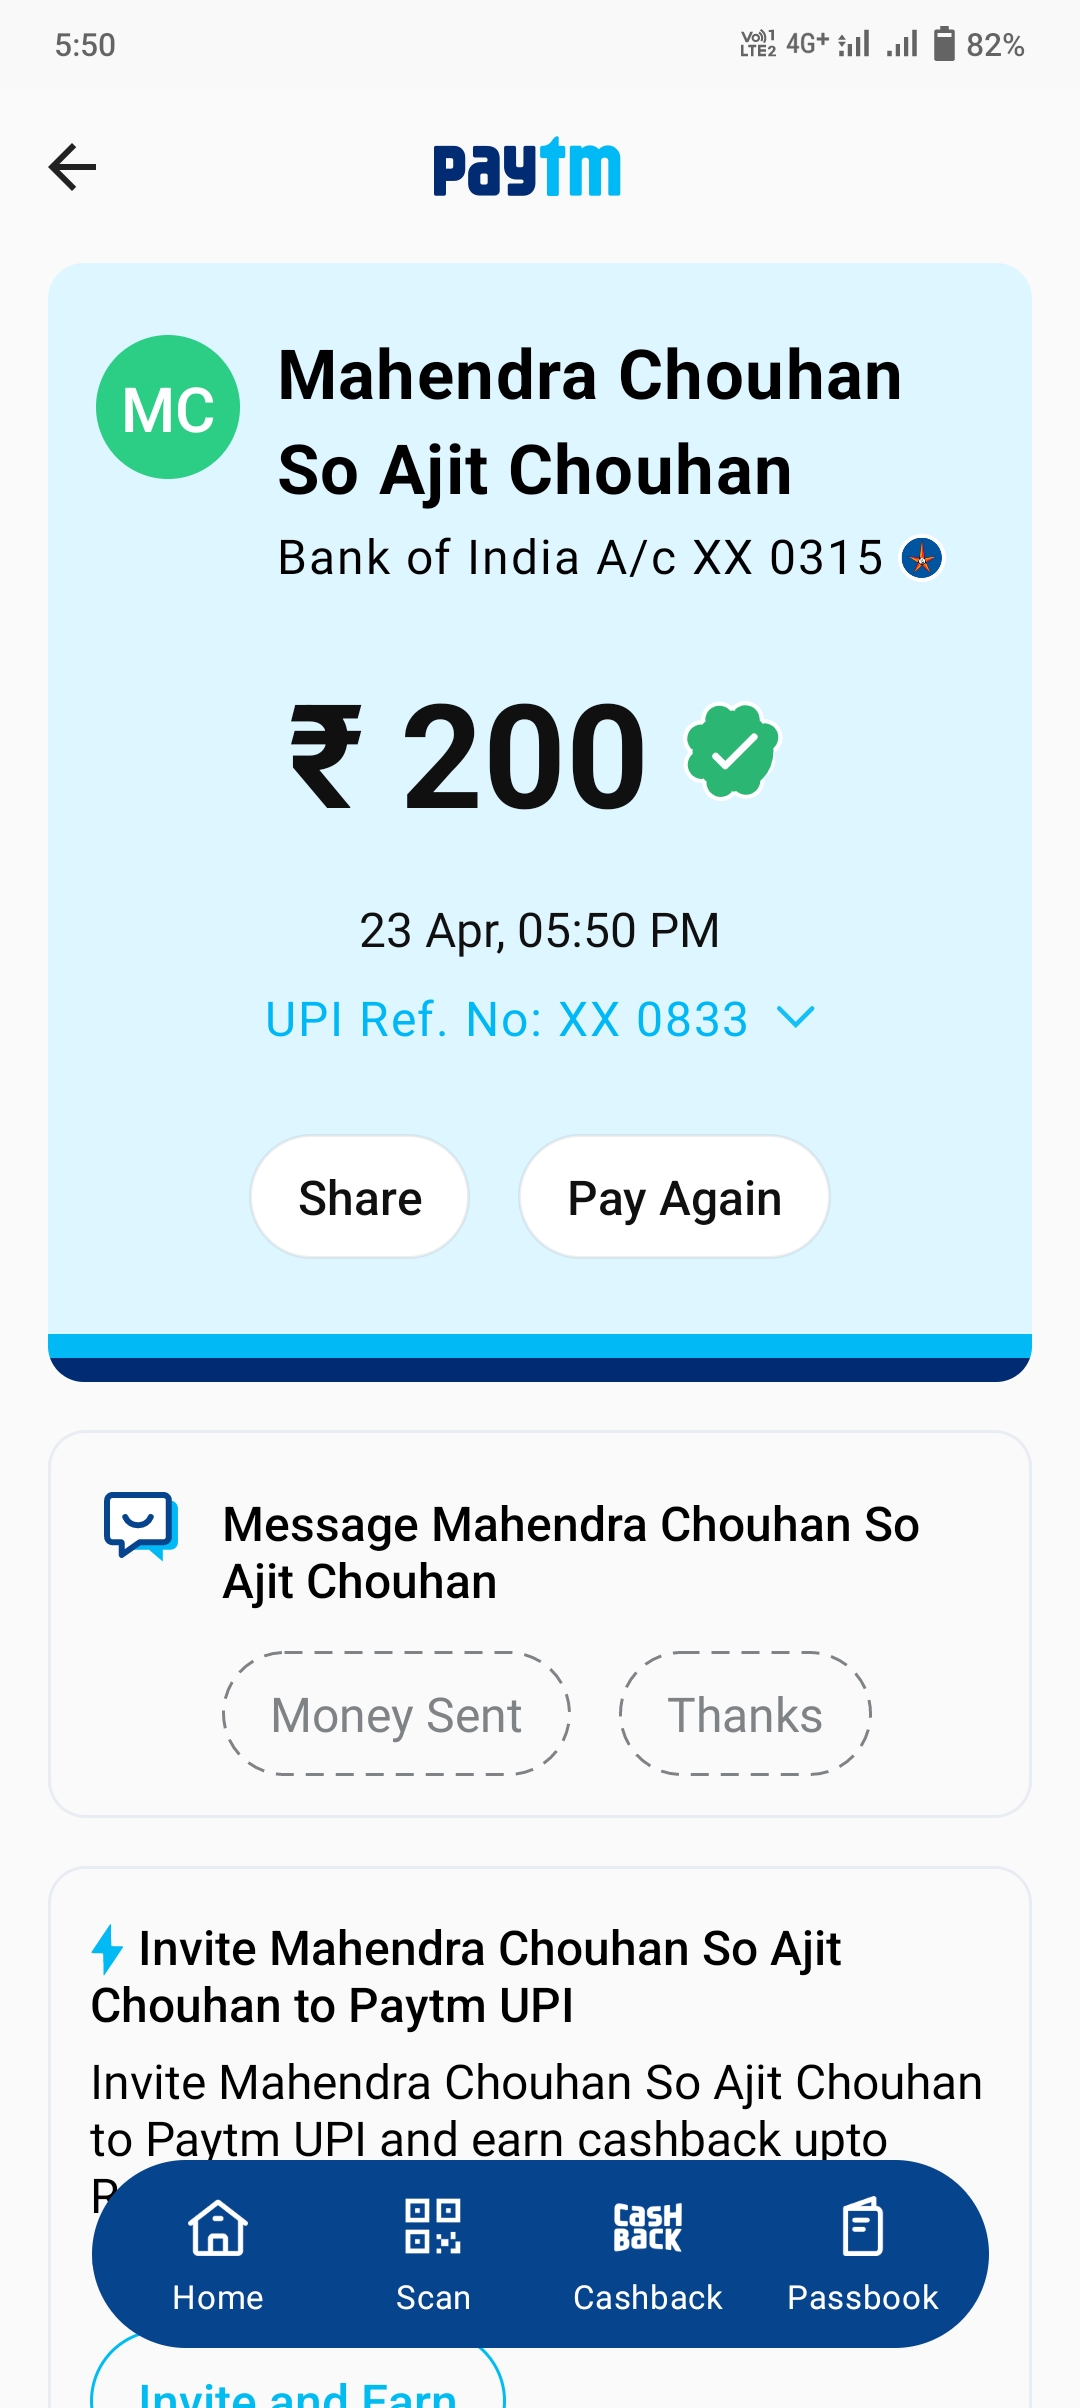 5:50
Vo)) 1
LTE2 4G+ 82%
paytm
MC
Mahendra Chouhan
So Ajit Chouhan
Bank of India A/c XX 0315
₹ 200
23 Apr, 05:50 PM
UPI Ref. No: XX 0833
Share Pay Again
Message Mahendra Chouhan So
Ajit Chouhan
Money Sent Thanks
Invite Mahendra Chouhan So Ajit
Chouhan to Paytm UPI
Invite Mahendra Chouhan So Ajit Chouhan
to Paytm UPI and earn cashback upto
CASH
BACK
Home Scan Cashback Passbook
Invite and Earn